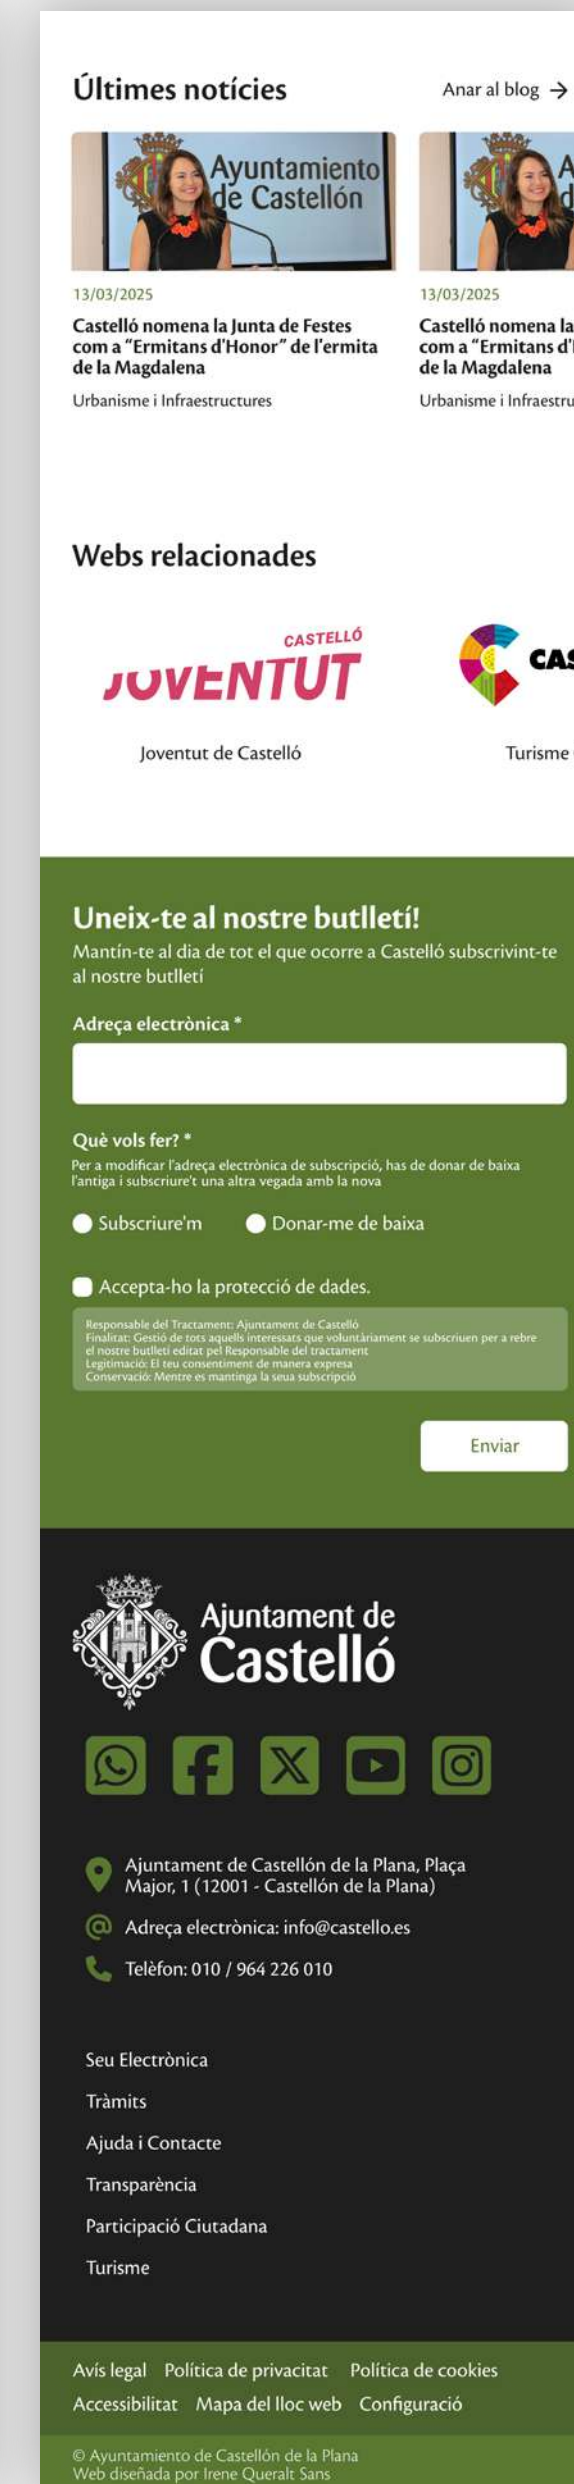 Últimes notícies
Anar al blog →
Ayuntamiento
de Castellón
A
d
13/03/2025
Castelló nomena la Junta de Festes
com a “Ermitans d'Honor” de l'ermita
de la Magdalena
Urbanisme i Infraestructures
13/03/2025
Castelló nomena la
com a “Ermitans d'
de la Magdalena
Urbanisme i Infraestru
Webs relacionades
CASTELLÓ
JOVENTUT
CAS
Joventut de Castelló
Turisme
Uneix-te al nostre butlletí!
Mantín-te al dia de tot el que ocorre a Castelló subscrivint-te
al nostre butlletí
Adreça electrònica *
Què vols fer? *
Per a modificar l'adreça electrònica de subscripció, has de donar de baixa
l'antiga i subscriure't una altra vegada amb la nova
Subscriure'm
Donar-me de baixa
Accepta-ho la protecció de dades.
Responsable del Tractament: Ajuntament de Castelló
Finalitat: Gestió de tots aquells interessats que voluntàriament se subscriuen per a rebre
el nostre butlletí editat pel Responsable del tractament
Legitimació: El teu consentiment de manera expresa
Conservació: Mentre es mantinga la seua subscripció
Enviar
Ajuntament de
Castelló
Ajuntament de Castellón de la Plana, Plaça
Major, 1 (12001 - Castellón de la Plana)
Adreça electrònica: info@castello.es
Telèfon: 010 / 964 226 010
Seu Electrònica
Tràmits
Ajuda i Contacte
Transparència
Participació Ciutadana
Turisme
Avís legal Política de privacitat Política de cookies
Accessibilitat Mapa del lloc web Configuració
© Ayuntamiento de Castellón de la Plana
Web diseñada por Irene Queralt Sans